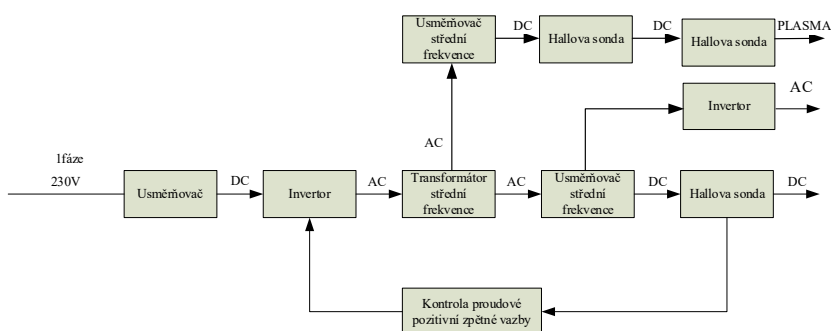 Usměrňovač
střední
frekvence
DC
Hallova sonda
DC
Hallova sonda
PLASMA
AC
Invertor
AC
1fáze
230V
Usměrňovač
DC
Invertor
AC
Transformátor
střední
frekvence
AC
Usměrňovač
střední
frekvence
DC
Hallova sonda
DC
Kontrola proudové
pozitivní zpětné vazby